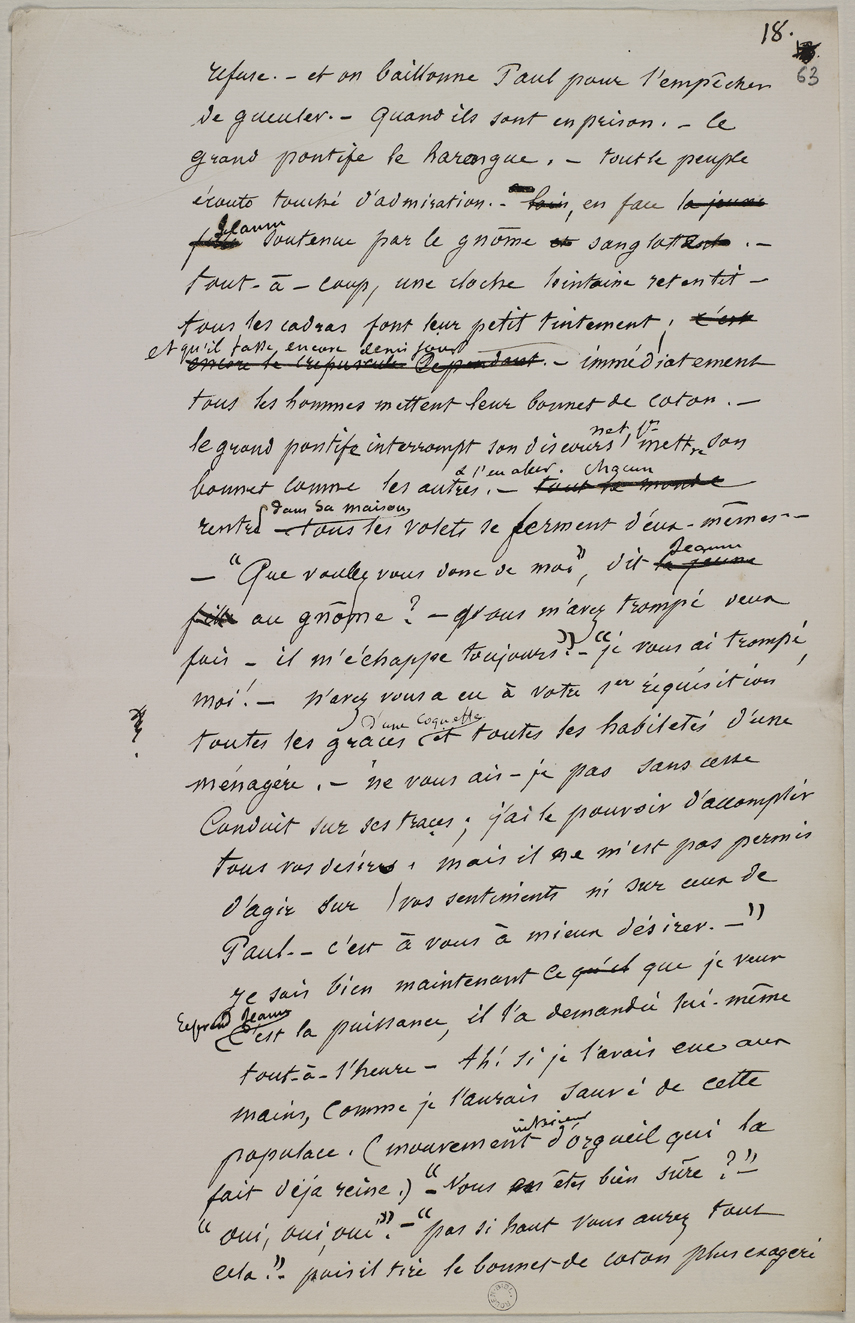 18.
63
refuse. – et on baillonne Paul pour l'empêcher
de gueuler. – Quand ils sont en prison. – le
grand pontife le harangue. – tout le peuple
écoute touché d'admiration. – en face la jeune
Jeanne
fille soutenue par le gnôme et sanglotant. –
tout-à-coup, une cloche lointaine retentit –
tous les cadrans font leur petit tintement ; c'est
et qu'il fasse encore demi jour
encore le crépuscule Cependant. – immédiatement
tous les hommes mettent leur bonnet de coton. –
net, pr
le grand pontife interrompt son discours, mettre son
& s'en aller. chacun
bonnet comme les autres. – tout le monde
dans sa maison
rentre – tous les volets se ferment d'eux-mêmes –
Jeanne
– "Que voulez vous donc de moi", dit la jeune
fille au gnôme ? – vous m'avez trompé deux
fois – il m'échappe toujours" ? – "je vous ai trompé,
moi ! – n'avez vous a eu à votre 1er réquisition
d'une coquette
toutes les graces et toutes les habiletés d'une
ménagère. – ne vous ais-je pas sans cesse
Conduit sur ses traces ; j'ai le pouvoir d'accomplir
tous vos désirs ; mais il ne m'est pas permis
d'agir sur vos sentiments ni sur ceux de
Paul. – c'est à vous à mieux désirer. –"
Je sais bien maintenant ce qu'il que je veux
Reprend Jeanne
C'est la puissance, il l'a demandée lui-même
tout-à-l'heure – Ah ! si je l'avais eue aux
mains, comme je l'aurais sauvé de cette
intérieur
populace. (mouvement d'orgueil qui la
fait déja reine.) – "Vous en êtes bien sûre ?" –
"oui, oui, oui". – "pas si haut vous aurez tout
cela." – puis il tire le bonnet de coton plus exagéré